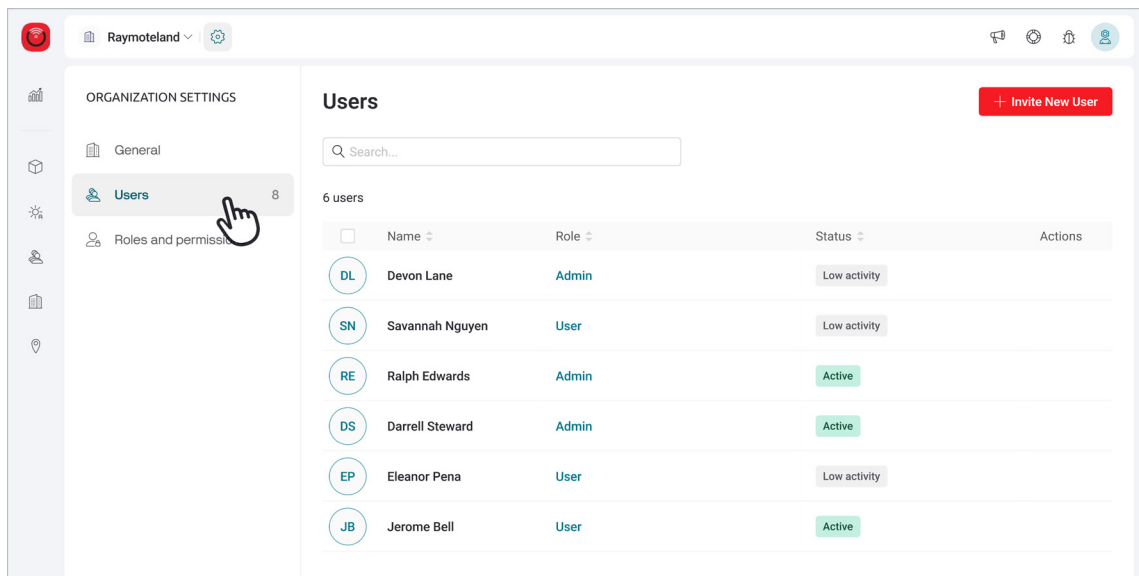 Raymoteland
ORGANIZATION SETTINGS
General
Users 8
Roles and permissi
Users
+ Invite New User
Search...
6 users
Name Role Status Actions
DL Devon Lane Admin Low activity
SN Savannah Nguyen User Low activity
RE Ralph Edwards Admin Active
DS Darrell Steward Admin Active
EP Eleanor Pena User Low activity
JB Jerome Bell User Active